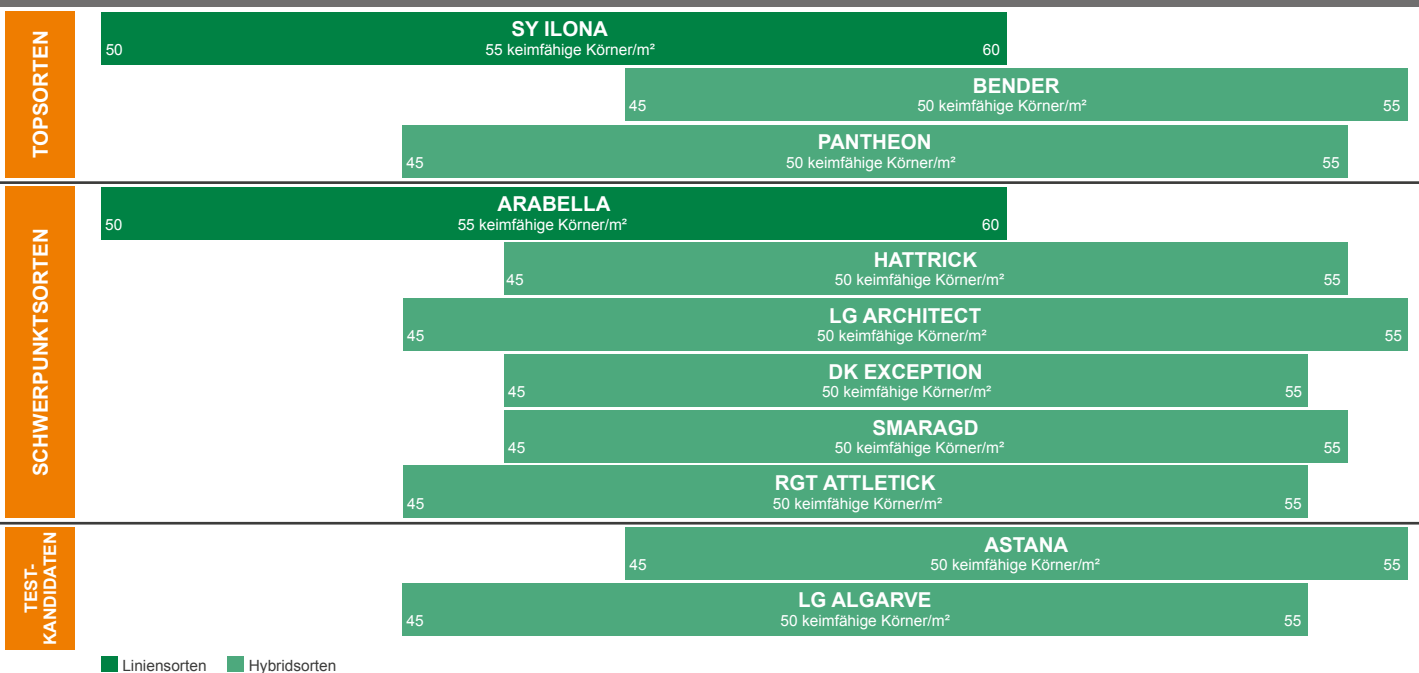 TOPSORTEN
SY ILONA
50 55 keimfähige Körner/m² 60
BENDER
45 50 keimfähige Körner/m² 55
PANTHEON
45 50 keimfähige Körner/m² 55
SCHWERPUNKTSORTEN
ARABELLA
50 55 keimfähige Körner/m² 60
HATTRICK
45 50 keimfähige Körner/m² 55
LG ARCHITECT
45 50 keimfähige Körner/m² 55
DK EXCEPTION
45 50 keimfähige Körner/m² 55
SMARAGD
45 50 keimfähige Körner/m² 55
RGT ATTLETICK
45 50 keimfähige Körner/m² 55
TEST-
KANDIDATEN
ASTANA
45 50 keimfähige Körner/m² 55
LG ALGARVE
45 50 keimfähige Körner/m² 55
Liniensorten Hybridsorten